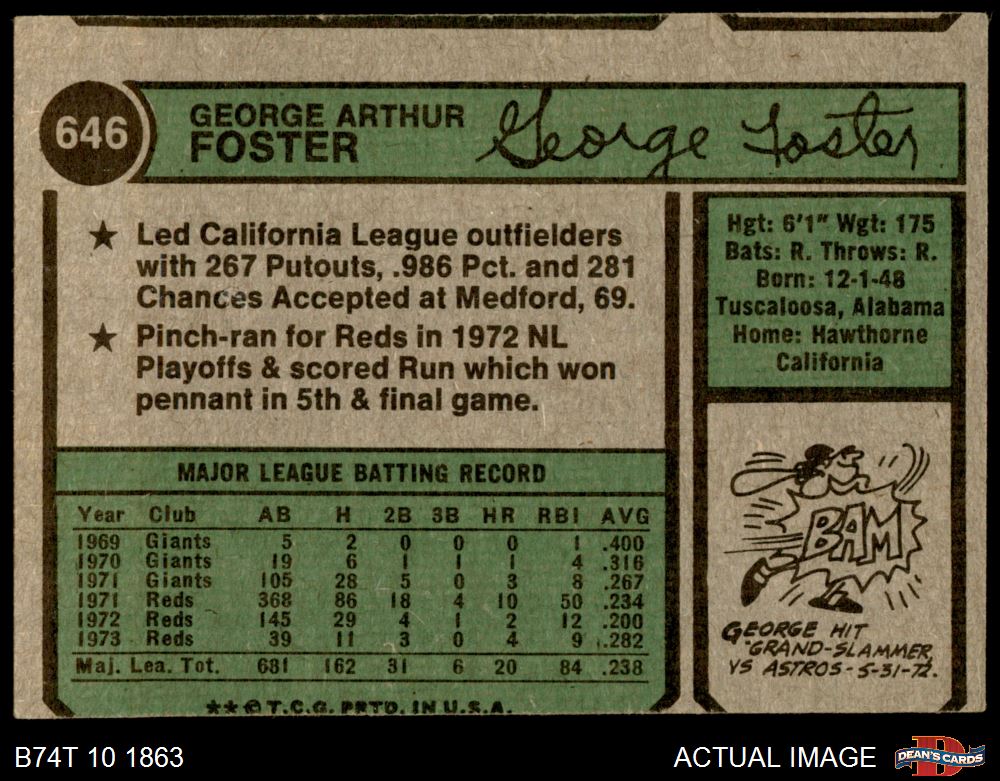 646
GEORGE ARTHUR
FOSTER
George Foster
★ Led California League outfielders
with 267 Putouts, .986 Pct. and 281
Chances Accepted at Medford, 69.
★ Pinch-ran for Reds in 1972 NL
Playoffs & scored Run which won
pennant in 5th & final game.
Hgt: 6'1" Wgt: 175
Bats: R. Throws: R.
Born: 12-1-48
Tuscaloosa, Alabama
Home: Hawthorne
California
MAJOR LEAGUE BATTING RECORD
Year Club AB H 2B 3B HR RBI AVG
1969 Giants 5 2 0 0 0 1 .400
1970 Giants 19 6 1 1 1 4 .316
1971 Giants 105 28 5 0 3 8 .267
1971 Reds 368 86 18 4 10 50 .234
1972 Reds 145 29 4 1 2 12 .200
1973 Reds 39 11 3 0 4 9 .282
Maj. Lea. Tot. 681 162 31 6 20 84 .238
★★© T.C.G. PRTD. IN U.S.A.
BAM
GEORGE HIT
"GRAND-SLAMMER,
VS ASTROS-5-31-72.
B74T 10 1863
ACTUAL IMAGE
D
DEAN'S CARDS